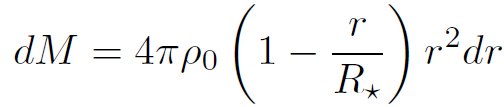 dM = 4πρ₀ (1 − r/R⋆) r²dr